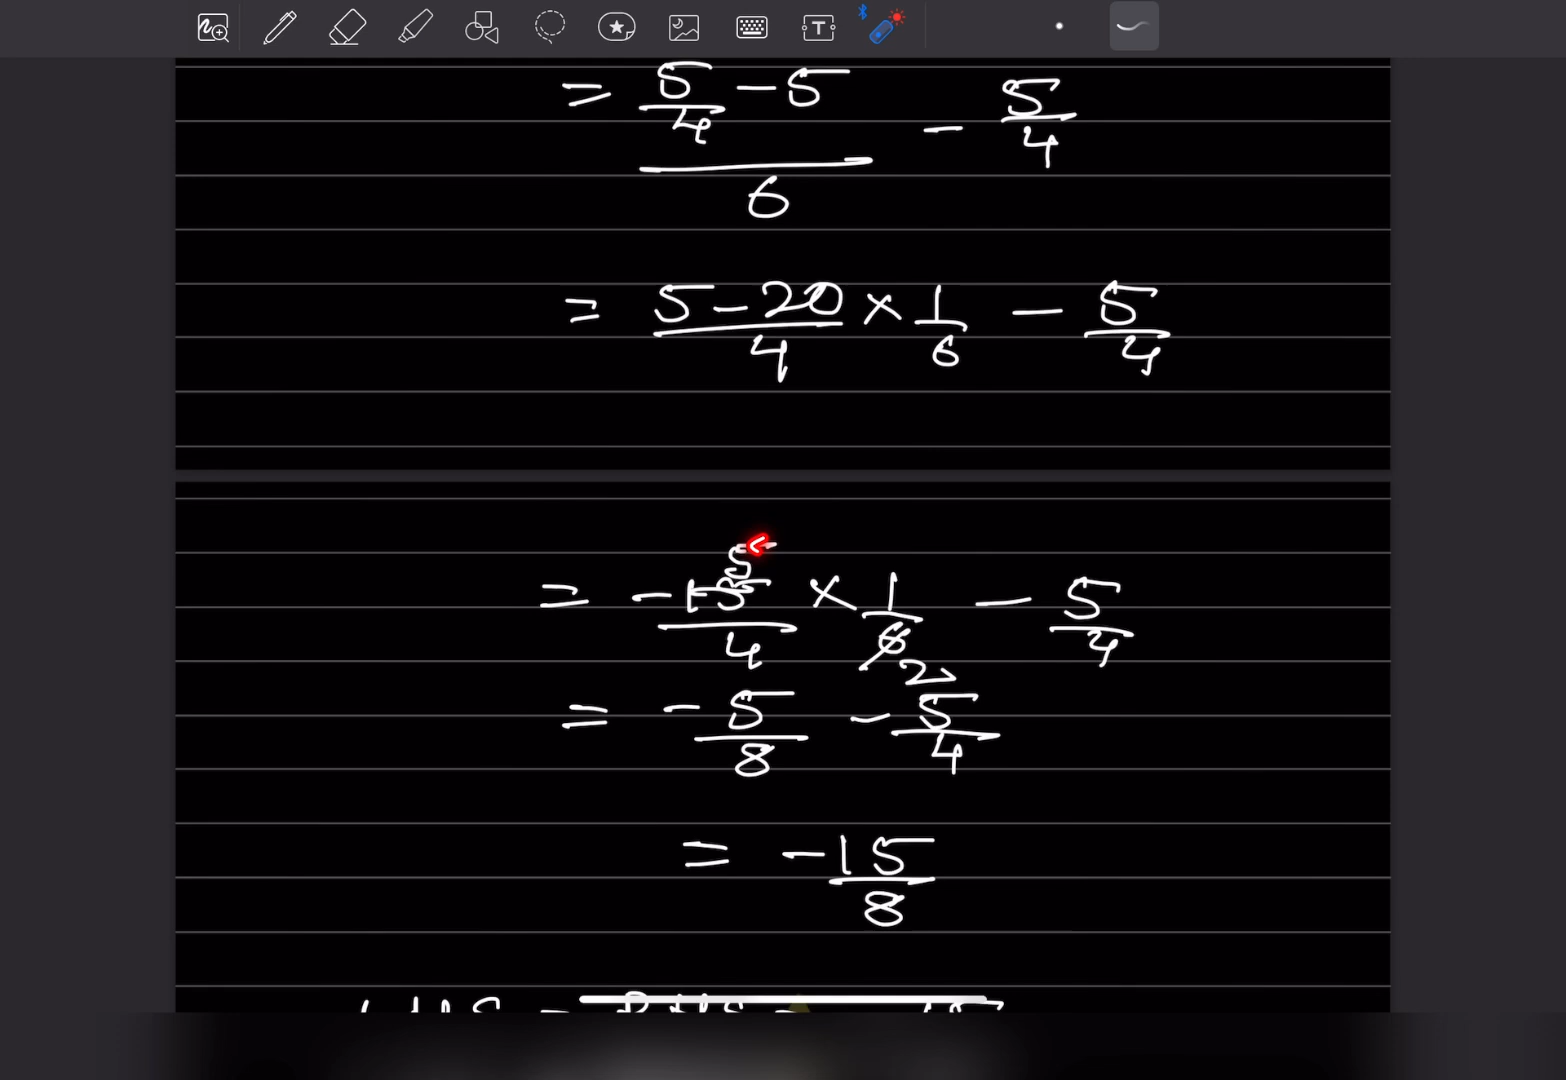 = (5/4 - 5)/6 - 5/4
= (5 - 20)/4 × 1/6 - 5/4
= -15/4 × 1/6 - 5/4
5
2
= -5/8 - 5/4
= -15/8